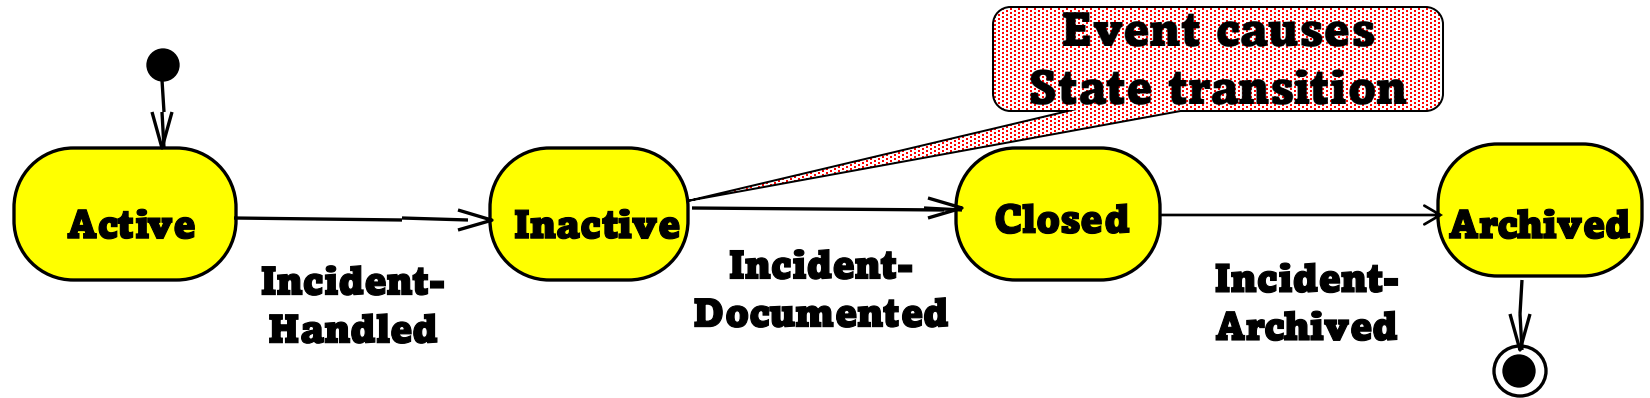 Event causes
State transition
Active
Inactive
Closed
Archived
Incident-
Handled
Incident-
Documented
Incident-
Archived